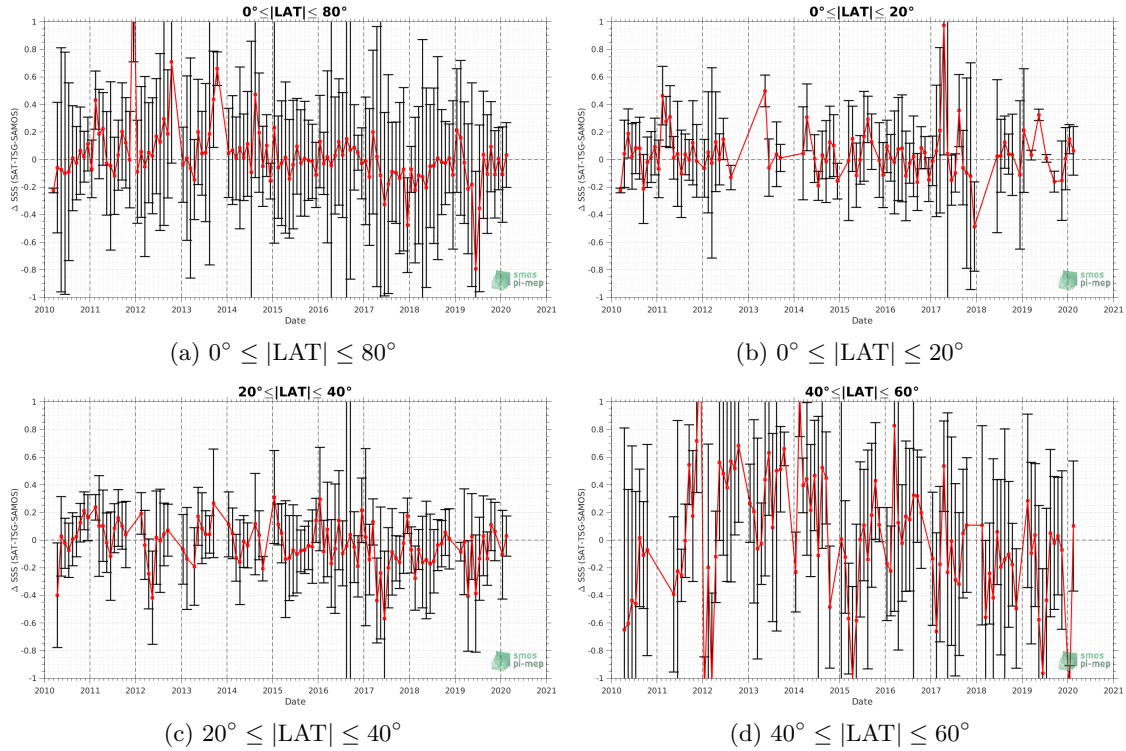 0°≤|LAT|≤ 80°
1
0.8
0.6
0.4
0.2
0
-0.2
-0.4
-0.6
-0.8
-1
Δ SSS (SAT-TSG-SAMOS)
2010 2011 2012 2013 2014 2015 2016 2017 2018 2019 2020 2021
Date
smos
pi-mep
(a) 0° ≤ |LAT| ≤ 80°
0°≤|LAT|≤ 20°
1
0.8
0.6
0.4
0.2
0
-0.2
-0.4
-0.6
-0.8
-1
Δ SSS (SAT-TSG-SAMOS)
2010 2011 2012 2013 2014 2015 2016 2017 2018 2019 2020 2021
Date
smos
pi-mep
(b) 0° ≤ |LAT| ≤ 20°
20°≤|LAT|≤ 40°
1
0.8
0.6
0.4
0.2
0
-0.2
-0.4
-0.6
-0.8
-1
Δ SSS (SAT-TSG-SAMOS)
2010 2011 2012 2013 2014 2015 2016 2017 2018 2019 2020 2021
Date
smos
pi-mep
(c) 20° ≤ |LAT| ≤ 40°
40°≤|LAT|≤ 60°
1
0.8
0.6
0.4
0.2
0
-0.2
-0.4
-0.6
-0.8
-1
Δ SSS (SAT-TSG-SAMOS)
2010 2011 2012 2013 2014 2015 2016 2017 2018 2019 2020 2021
Date
smos
pi-mep
(d) 40° ≤ |LAT| ≤ 60°